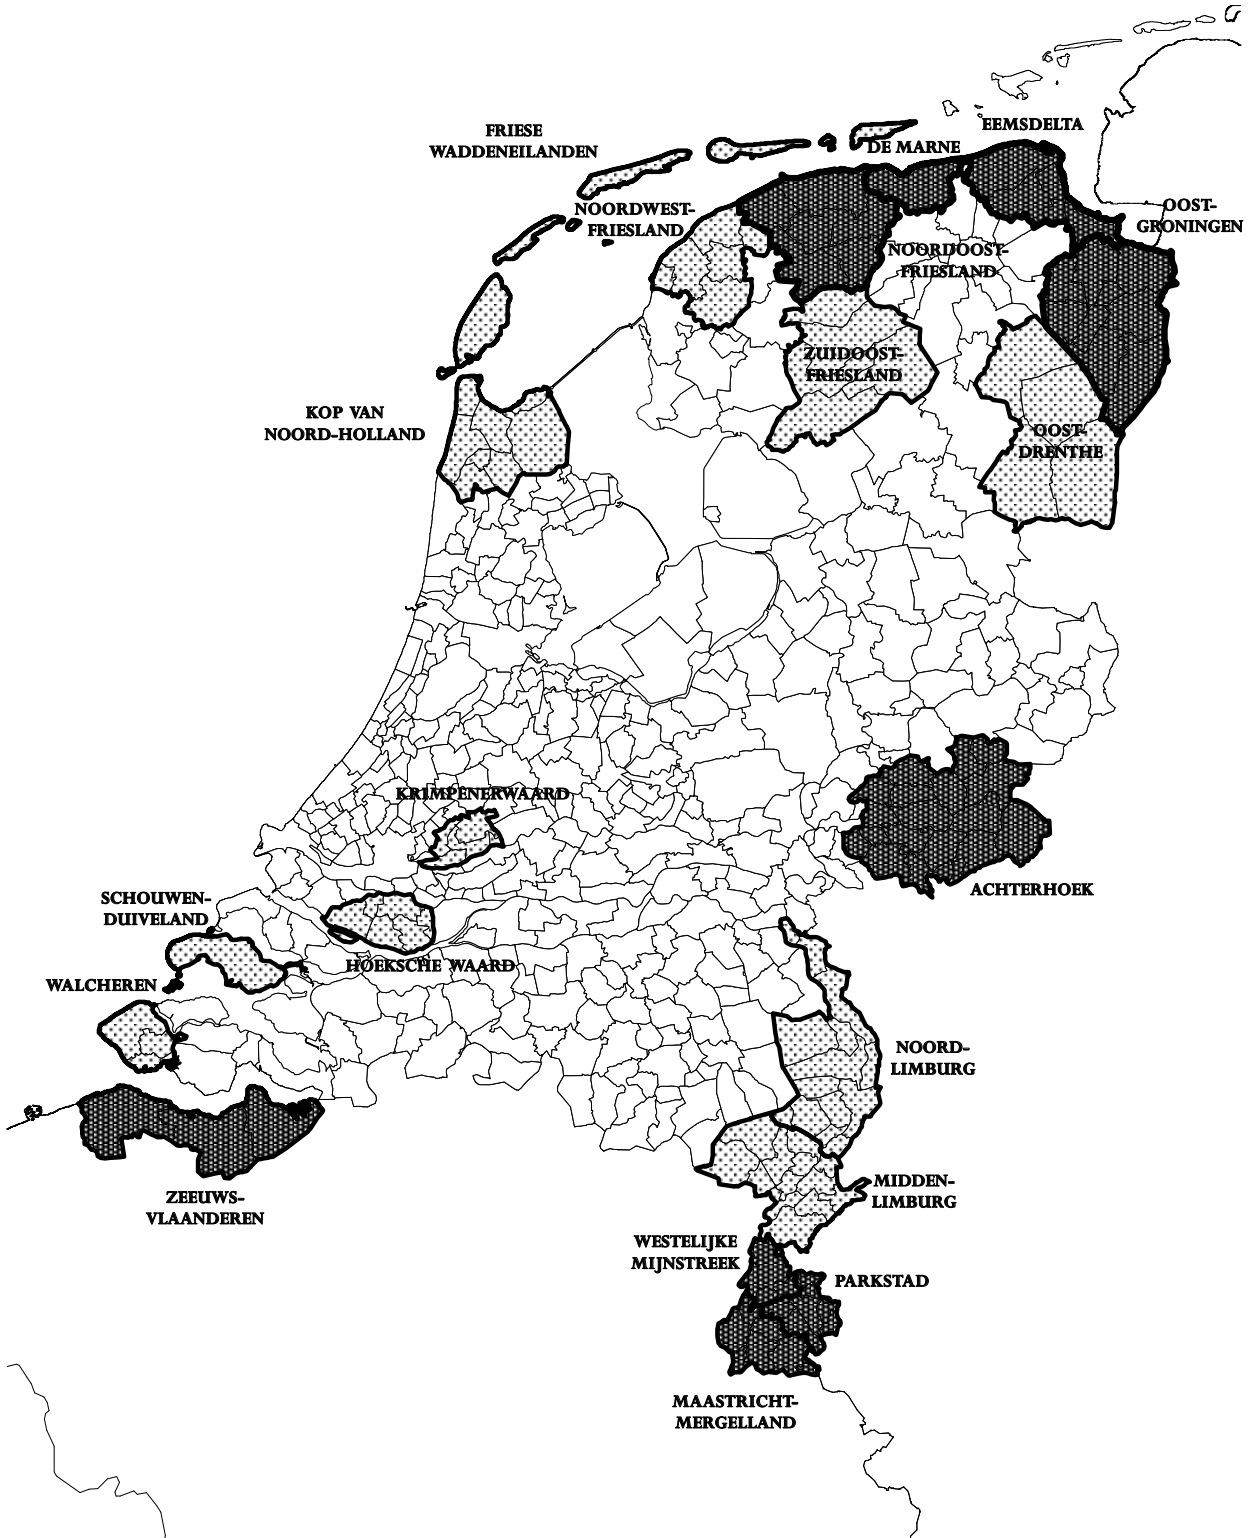 EEMSDELTA
FRIESE
WADDENEILANDEN
DE MARNE
NOORDWEST-
FRIESLAND
OOST-
GRONINGEN
NOORDOOST-
FRIESLAND
ZUIDOOST-
FRIESLAND
KOP VAN
NOORD-HOLLAND
OOST-
DRENTHE
KRIMPENERWAARD
ACHTERHOEK
SCHOUWEN-
DUIVELAND
HOEKSCHE WAARD
WALCHEREN
NOORD-
LIMBURG
ZEEUWS-
VLAANDEREN
MIDDEN-
LIMBURG
WESTELIJKE
MIJNSTREEK
PARKSTAD
MAASTRICHT-
MERGELLAND